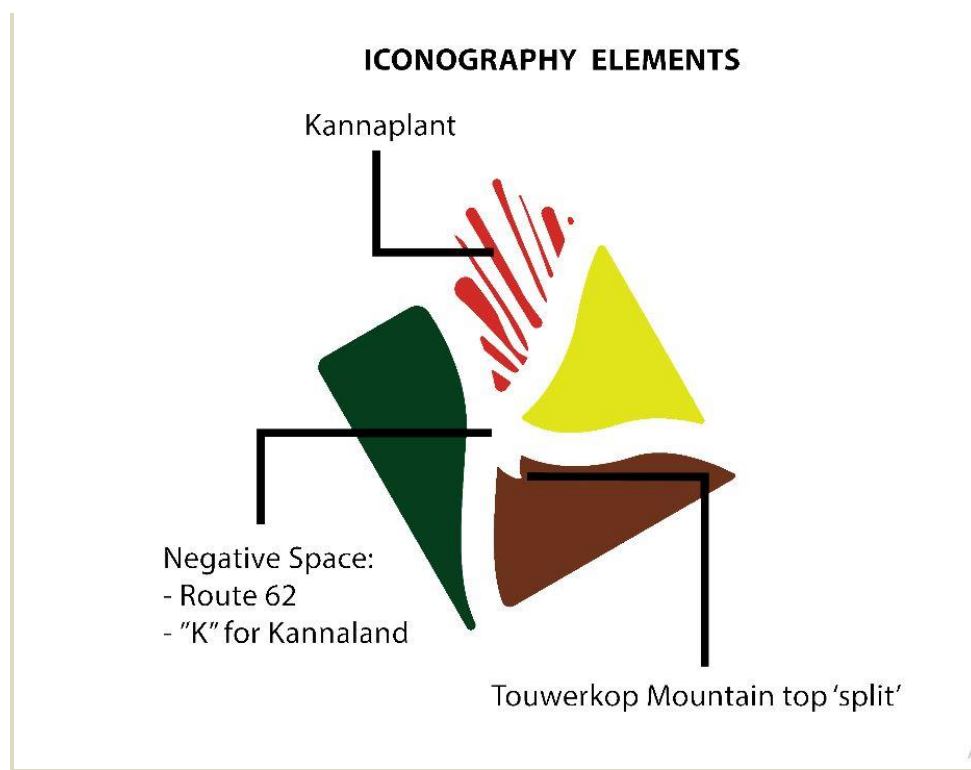 ICONOGRAPHY ELEMENTS
Kannaplant
Negative Space:
- Route 62
- ”K” for Kannaland
Touwerkop Mountain top ‘split’